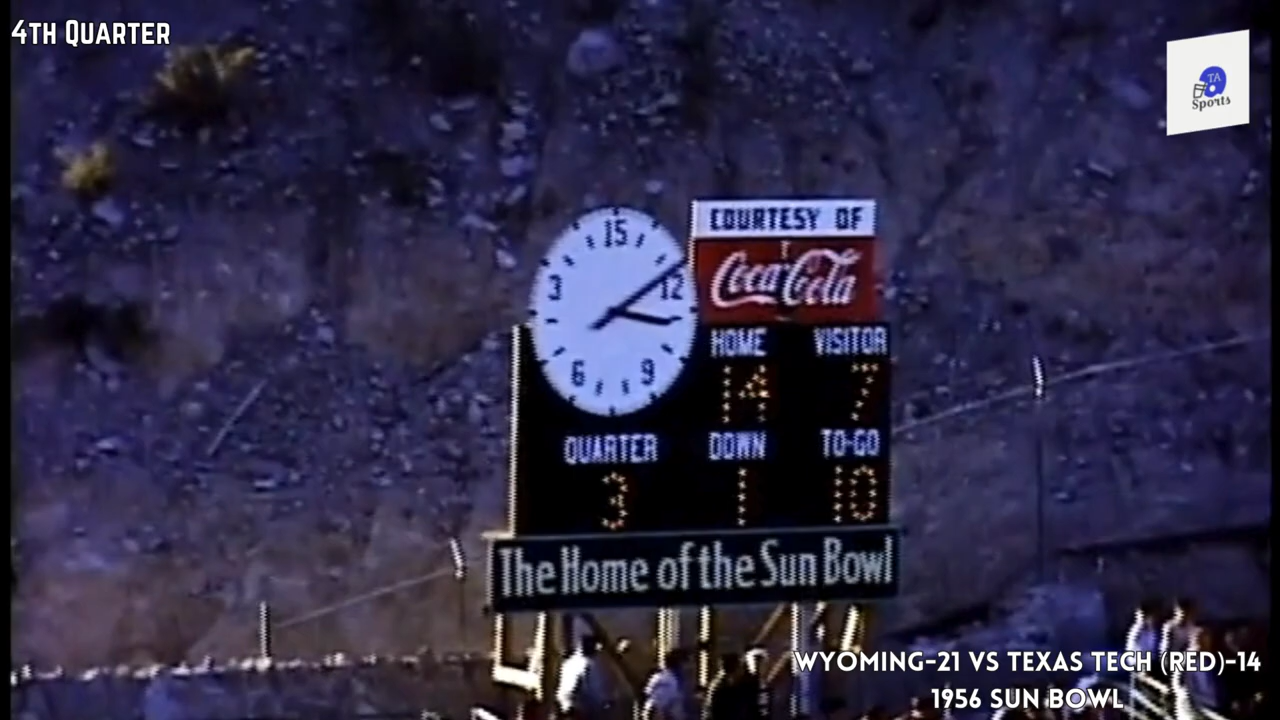 4TH QUARTER
TA
Sports
COURTESY OF
Coca-Cola
15
3
12
6
9
HOME VISITOR
14 7
QUARTER DOWN TO-GO
3 1 10
The Home of the Sun Bowl
WYOMING-21 VS TEXAS TECH (RED)-14
1956 SUN BOWL